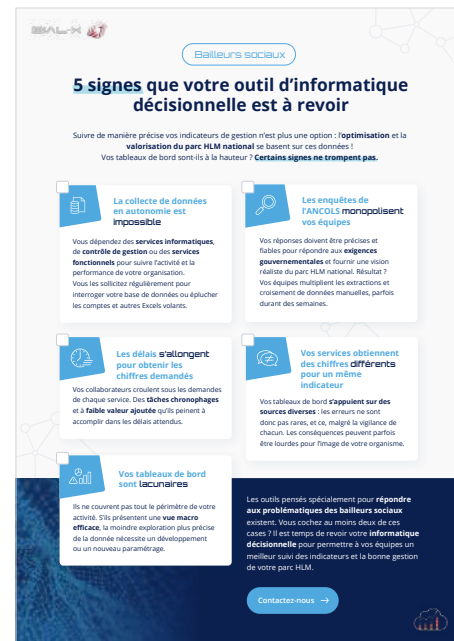 BIAL-X
Bailleurs sociaux
5 signes que votre outil d'informatique
décisionnelle est à revoir
Suivre de manière précise vos indicateurs de gestion n'est plus une option : l'optimisation et la
valorisation du parc HLM national se basent sur ces données !
Vos tableaux de bord sont-ils à la hauteur ? Certains signes ne trompent pas.
La collecte de données
en autonomie est
impossible
Vous dépendez des services informatiques,
de contrôle de gestion ou des services
fonctionnels pour suivre l'activité et la
performance de votre organisation.
Vous les sollicitez régulièrement pour
interroger votre base de données ou éplucher
les comptes et autres Excels volants.
Les enquêtes de
l'ANCOLS monopolisent
vos équipes
Vos réponses doivent être précises et
fiables pour répondre aux exigences
gouvernementales et fournir une vision
réaliste du parc HLM national. Résultat ?
Vos équipes multiplient les extractions et
croisement de données manuelles, parfois
durant des semaines.
Les délais s'allongent
pour obtenir les
chiffres demandés
Vos collaborateurs croulent sous les demandes
de chaque service. Des tâches chronophages
et à faible valeur ajoutée qu'ils peinent à
accomplir dans les délais attendus.
Vos services obtiennent
des chiffres différents
pour un même
indicateur
Vos tableaux de bord s'appuient sur des
sources diverses : les erreurs ne sont
donc pas rares, et ce, malgré la vigilance de
chacun. Les conséquences peuvent parfois
être lourdes pour l'image de votre organisme.
Vos tableaux de bord
sont lacunaires
Ils ne couvrent pas tout le périmètre de votre
activité. S'ils présentent une vue macro
efficace, la moindre exploration plus précise
de la donnée nécessite un développement
ou un nouveau paramétrage.
Les outils pensés spécialement pour répondre
aux problématiques des bailleurs sociaux
existent. Vous cochez au moins deux de ces
cases ? Il est temps de revoir votre informatique
décisionnelle pour permettre à vos équipes un
meilleur suivi des indicateurs et la bonne gestion
de votre parc HLM.
Contactez-nous →